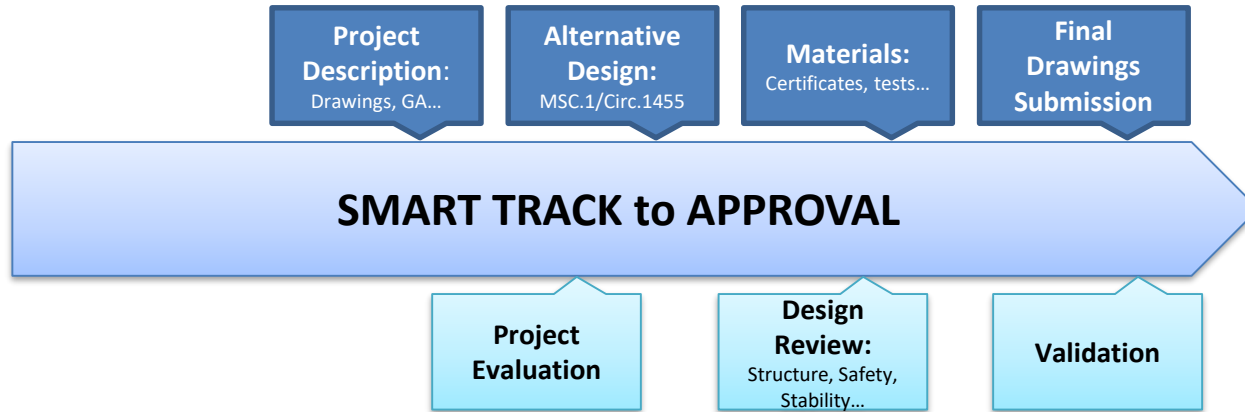 Project
Description:
Drawings, GA…
Alternative
Design:
MSC.1/Circ.1455
Materials:
Certificates, tests…
Final
Drawings
Submission
SMART TRACK to APPROVAL
Project
Evaluation
Design
Review:
Structure, Safety,
Stability…
Validation